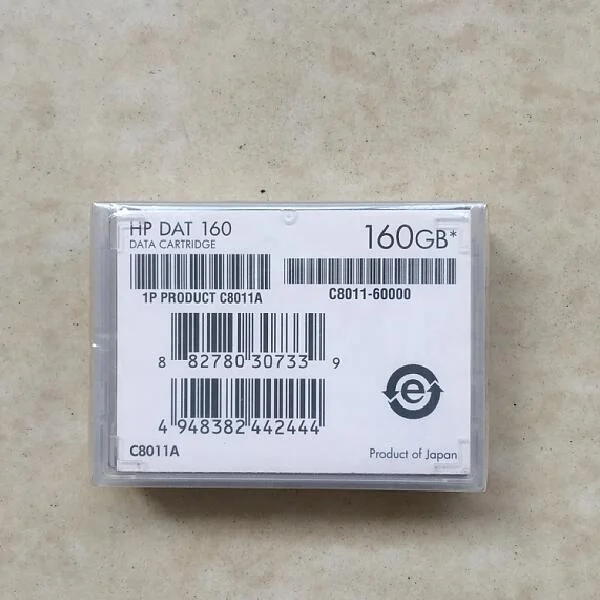 HP DAT 160
DATA CARTRIDGE
160GB*
1P PRODUCT C8011A
C8011-60000
8 82780 30733 9
4 948382 442444
e
C8011A
Product of Japan